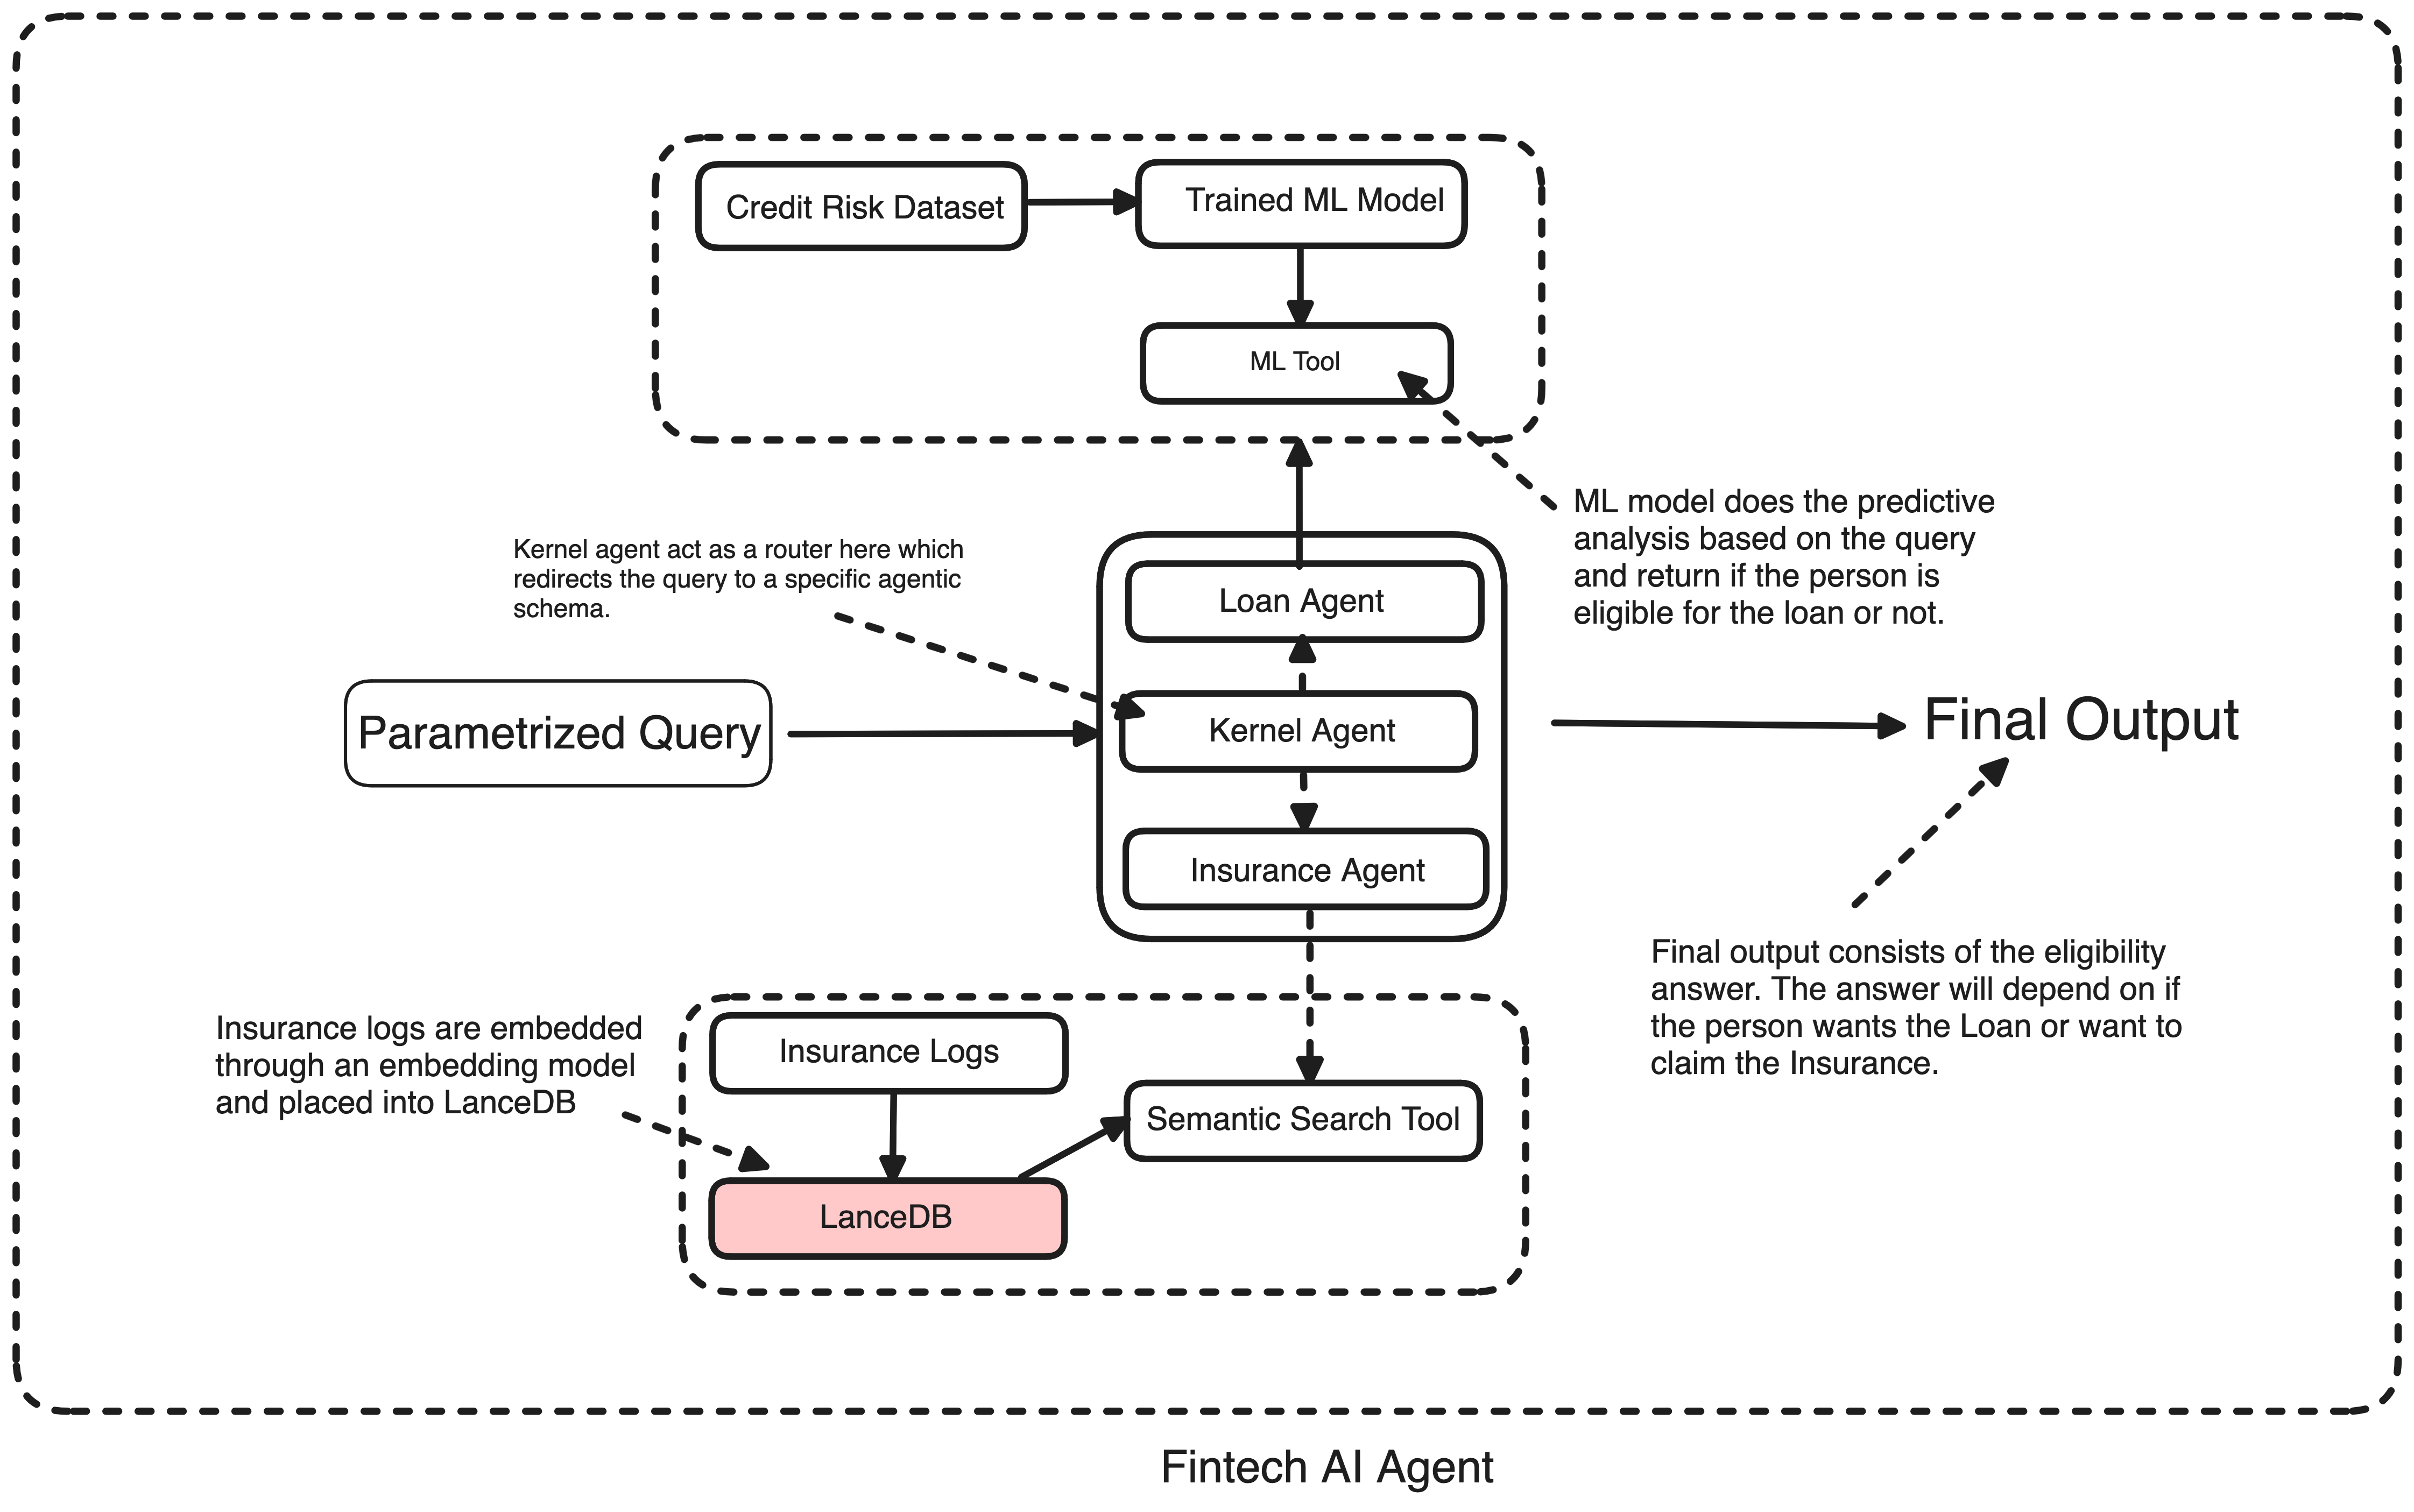 Credit Risk Dataset
Trained ML Model
ML Tool
ML model does the predictive
analysis based on the query
and return if the person is
eligible for the loan or not.
Kernel agent act as a router here which
redirects the query to a specific agentic
schema.
Loan Agent
Parametrized Query
Kernel Agent
Final Output
Insurance Agent
Final output consists of the eligibility
answer. The answer will depend on if
the person wants the Loan or want to
claim the Insurance.
Insurance logs are embedded
through an embedding model
and placed into LanceDB
Insurance Logs
Semantic Search Tool
LanceDB
Fintech AI Agent